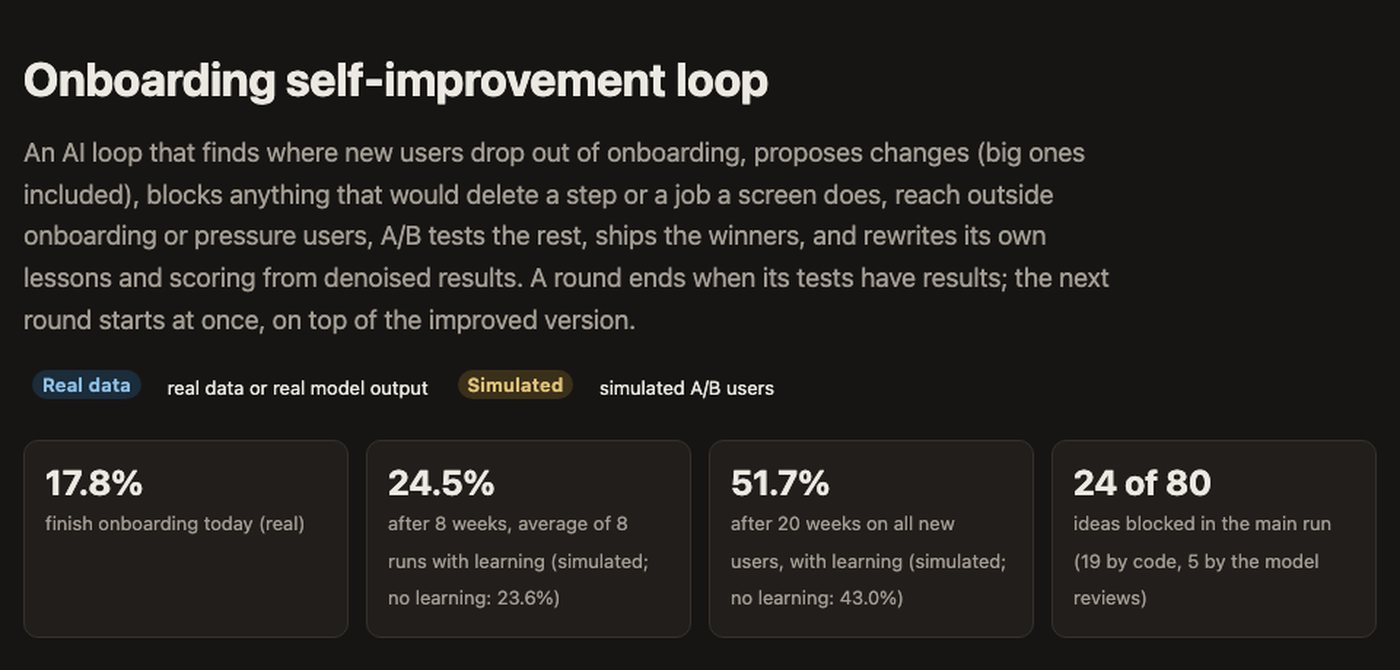 Onboarding self-improvement loop
An AI loop that finds where new users drop out of onboarding, proposes changes (big ones
included), blocks anything that would delete a step or a job a screen does, reach outside
onboarding or pressure users, A/B tests the rest, ships the winners, and rewrites its own
lessons and scoring from denoised results. A round ends when its tests have results; the next
round starts at once, on top of the improved version.
Real data real data or real model output Simulated simulated A/B users
17.8%
finish onboarding today (real)
24.5%
after 8 weeks, average of 8
runs with learning (simulated;
no learning: 23.6%)
51.7%
after 20 weeks on all new
users, with learning (simulated;
no learning: 43.0%)
24 of 80
ideas blocked in the main run
(19 by code, 5 by the model
reviews)